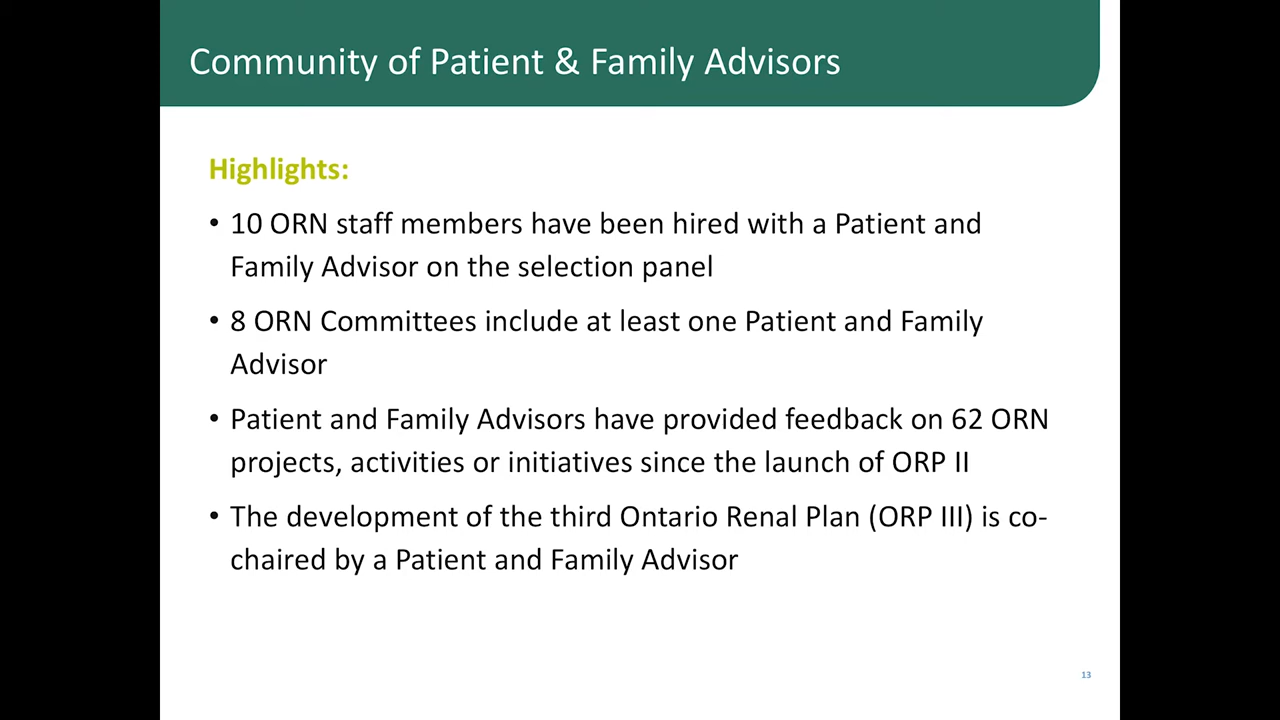 Community of Patient & Family Advisors
Highlights:
• 10 ORN staff members have been hired with a Patient and
Family Advisor on the selection panel
• 8 ORN Committees include at least one Patient and Family
Advisor
• Patient and Family Advisors have provided feedback on 62 ORN
projects, activities or initiatives since the launch of ORP II
• The development of the third Ontario Renal Plan (ORP III) is co-
chaired by a Patient and Family Advisor
13